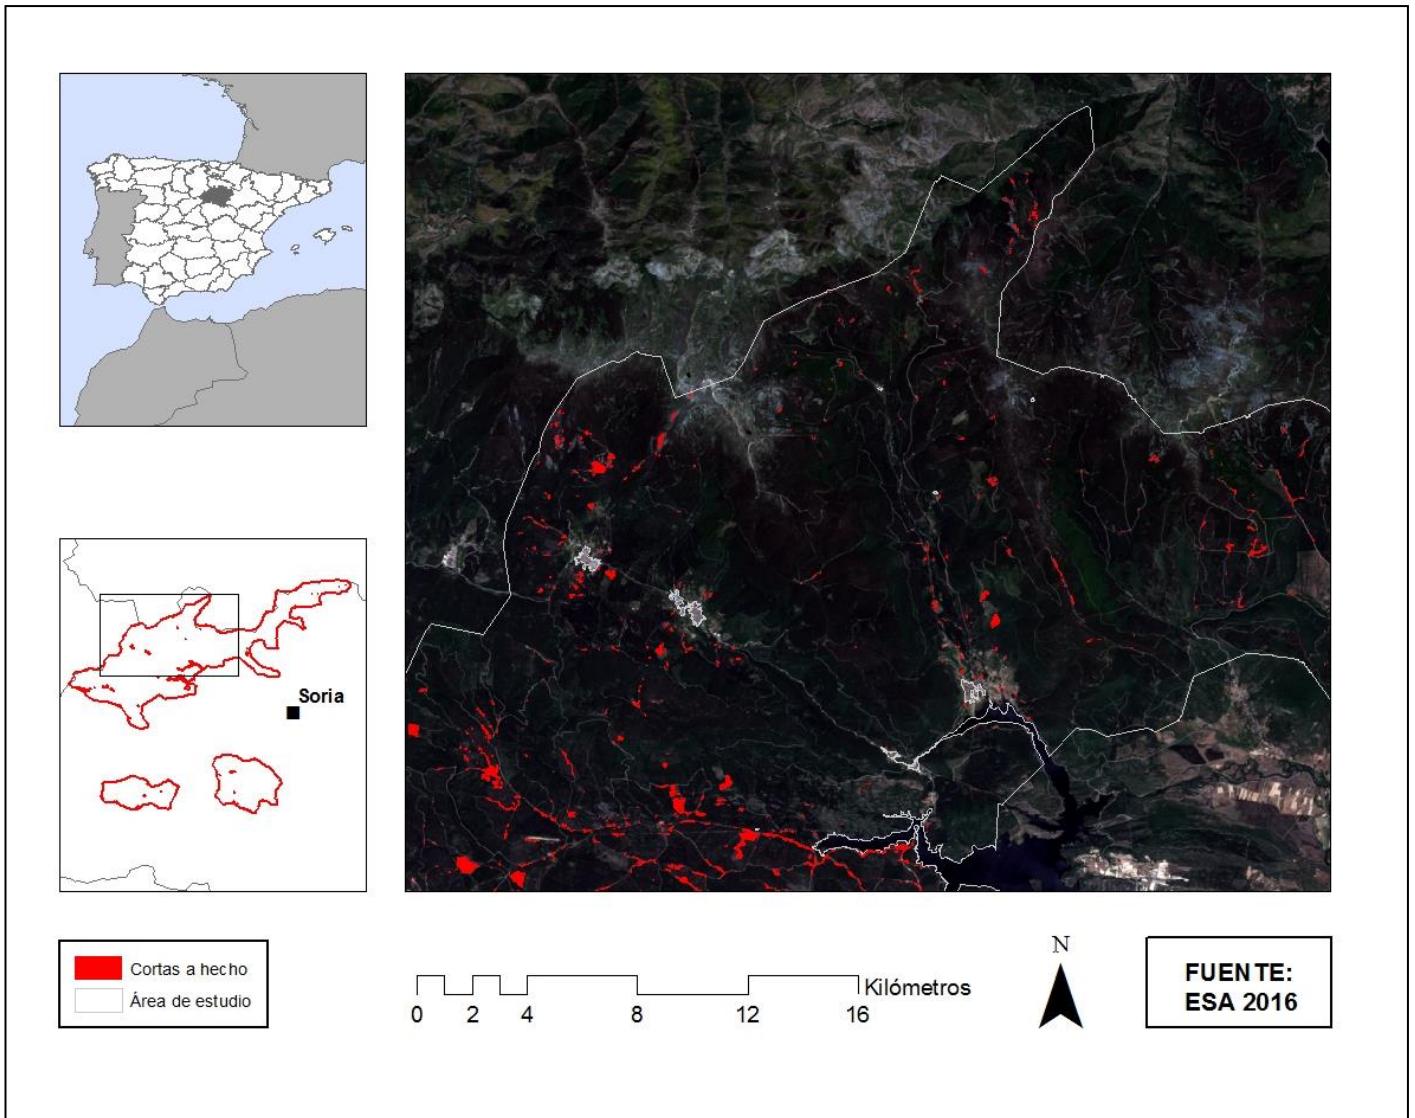 Soria
Cortas a hecho
Área de estudio
0 2 4 8 12 16
Kilómetros
N
FUENTE:
ESA 2016